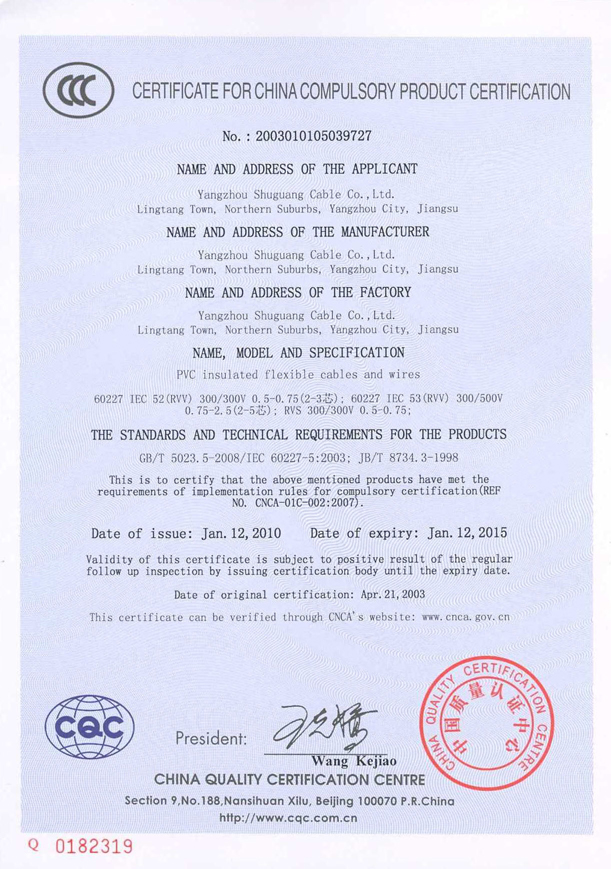 CCC
CERTIFICATE FOR CHINA COMPULSORY PRODUCT CERTIFICATION
No. : 2003010105039727
NAME AND ADDRESS OF THE APPLICANT
Yangzhou Shuguang Cable Co.,Ltd.
Lingtang Town, Northern Suburbs, Yangzhou City, Jiangsu
NAME AND ADDRESS OF THE MANUFACTURER
Yangzhou Shuguang Cable Co.,Ltd.
Lingtang Town, Northern Suburbs, Yangzhou City, Jiangsu
NAME AND ADDRESS OF THE FACTORY
Yangzhou Shuguang Cable Co.,Ltd.
Lingtang Town, Northern Suburbs, Yangzhou City, Jiangsu
NAME, MODEL AND SPECIFICATION
PVC insulated flexible cables and wires
60227 IEC 52(RVV) 300/300V 0.5-0.75(2-3芯); 60227 IEC 53(RVV) 300/500V
0.75-2.5(2-5芯); RVS 300/300V 0.5-0.75;
THE STANDARDS AND TECHNICAL REQUIREMENTS FOR THE PRODUCTS
GB/T 5023.5-2008/IEC 60227-5:2003; JB/T 8734.3-1998
This is to certify that the above mentioned products have met the
requirements of implementation rules for compulsory certification(REF
NO. CNCA-01C-002:2007).
Date of issue: Jan.12,2010 Date of expiry: Jan.12,2015
Validity of this certificate is subject to positive result of the regular
follow up inspection by issuing certification body until the expiry date.
Date of original certification: Apr.21,2003
This certificate can be verified through CNCA's website: www.cnca.gov.cn
CQC
President:
Wang Kejiao
CHINA QUALITY CERTIFICATION CENTRE
中国质量认证中心
CHINA QUALITY CERTIFICATION CENTRE
Section 9,No.188,Nansihuan Xilu, Beijing 100070 P.R.China
http://www.cqc.com.cn
Q 0182319